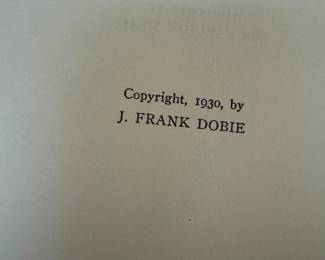 Copyright, 1930, by
J. FRANK DOBIE